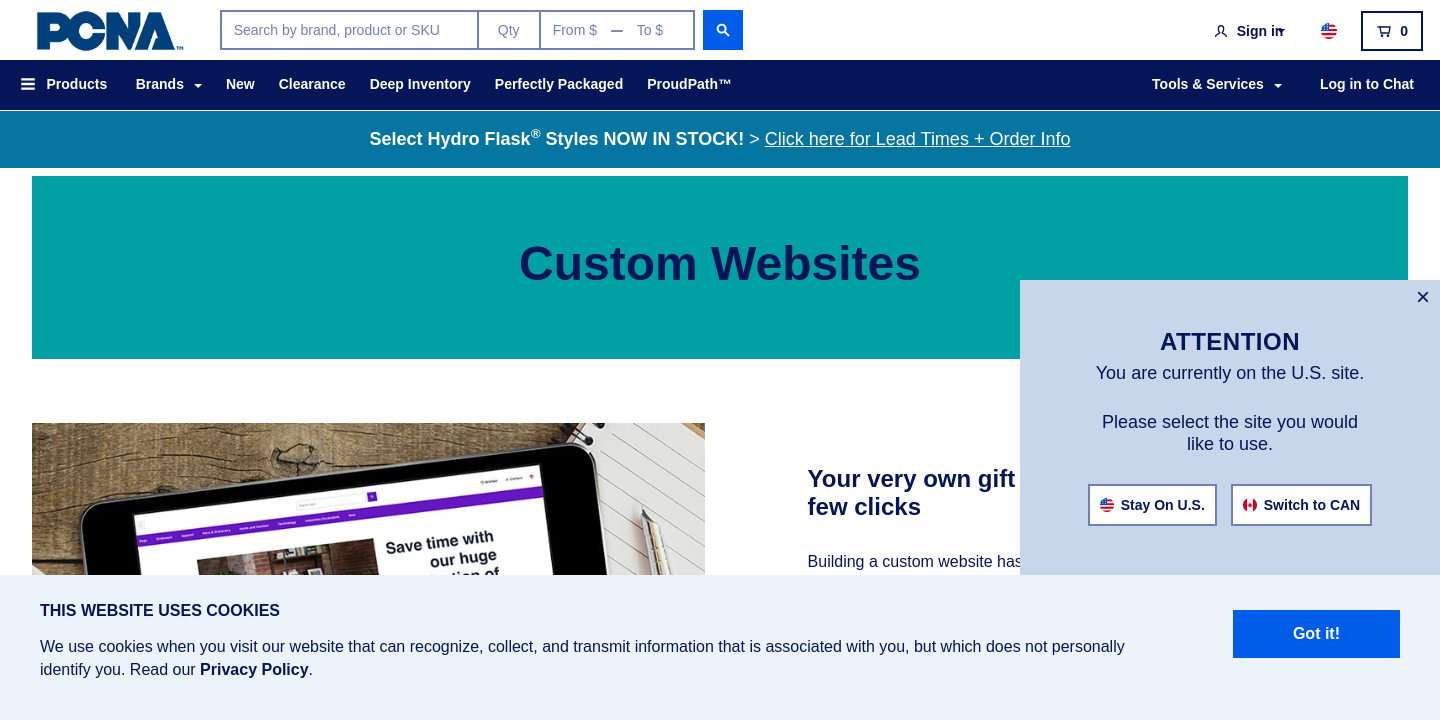 PCNA™
Search by brand, product or SKU
Qty
From $ — To $
Sign in
0
Products
Brands
New
Clearance
Deep Inventory
Perfectly Packaged
ProudPath™
Tools & Services
Log in to Chat
Select Hydro Flask® Styles NOW IN STOCK! > Click here for Lead Times + Order Info
Custom Websites
×
ATTENTION
You are currently on the U.S. site.
Please select the site you would
like to use.
Stay On U.S.
Switch to CAN
Save time with
our huge
Your very own gift
few clicks
Building a custom website has
THIS WEBSITE USES COOKIES
We use cookies when you visit our website that can recognize, collect, and transmit information that is associated with you, but which does not personally
identify you. Read our Privacy Policy.
Got it!